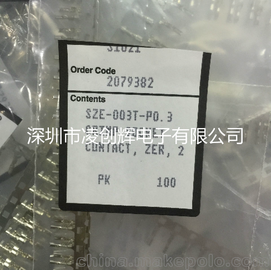 31021
Order Code
2079382
Contents
SZE-003T-P0.3
深圳市凌创辉电子有限公司
CONTACT, ZER, 2
PK 100